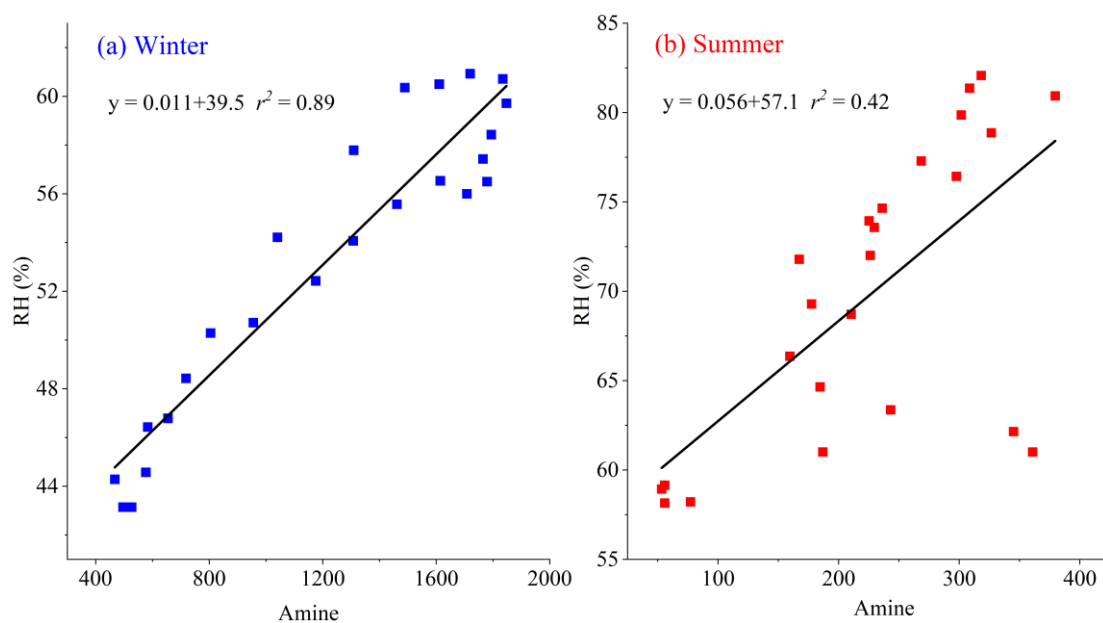 (a) Winter
y = 0.011+39.5 r² = 0.89
60
56
52
48
44
RH (%)
400
800
1200
1600
2000
Amine
(b) Summer
y = 0.056+57.1 r² = 0.42
85
80
75
70
65
60
55
RH (%)
100
200
300
400
Amine